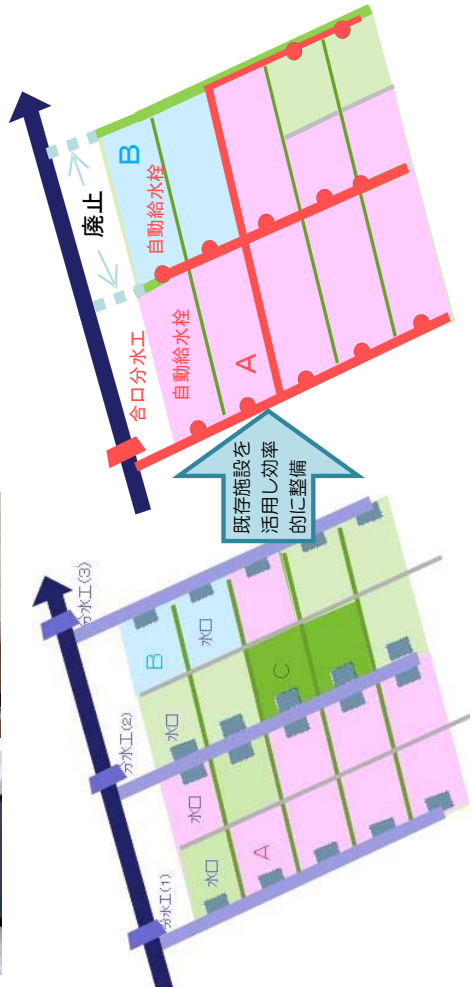 分水工(1)
分水工(2)
分水工(3)
水口
水口
水口
水口
A
B
C
既存施設を
活用し効率
的に整備
合口分水工
廃止
自動給水栓
自動給水栓
A
B